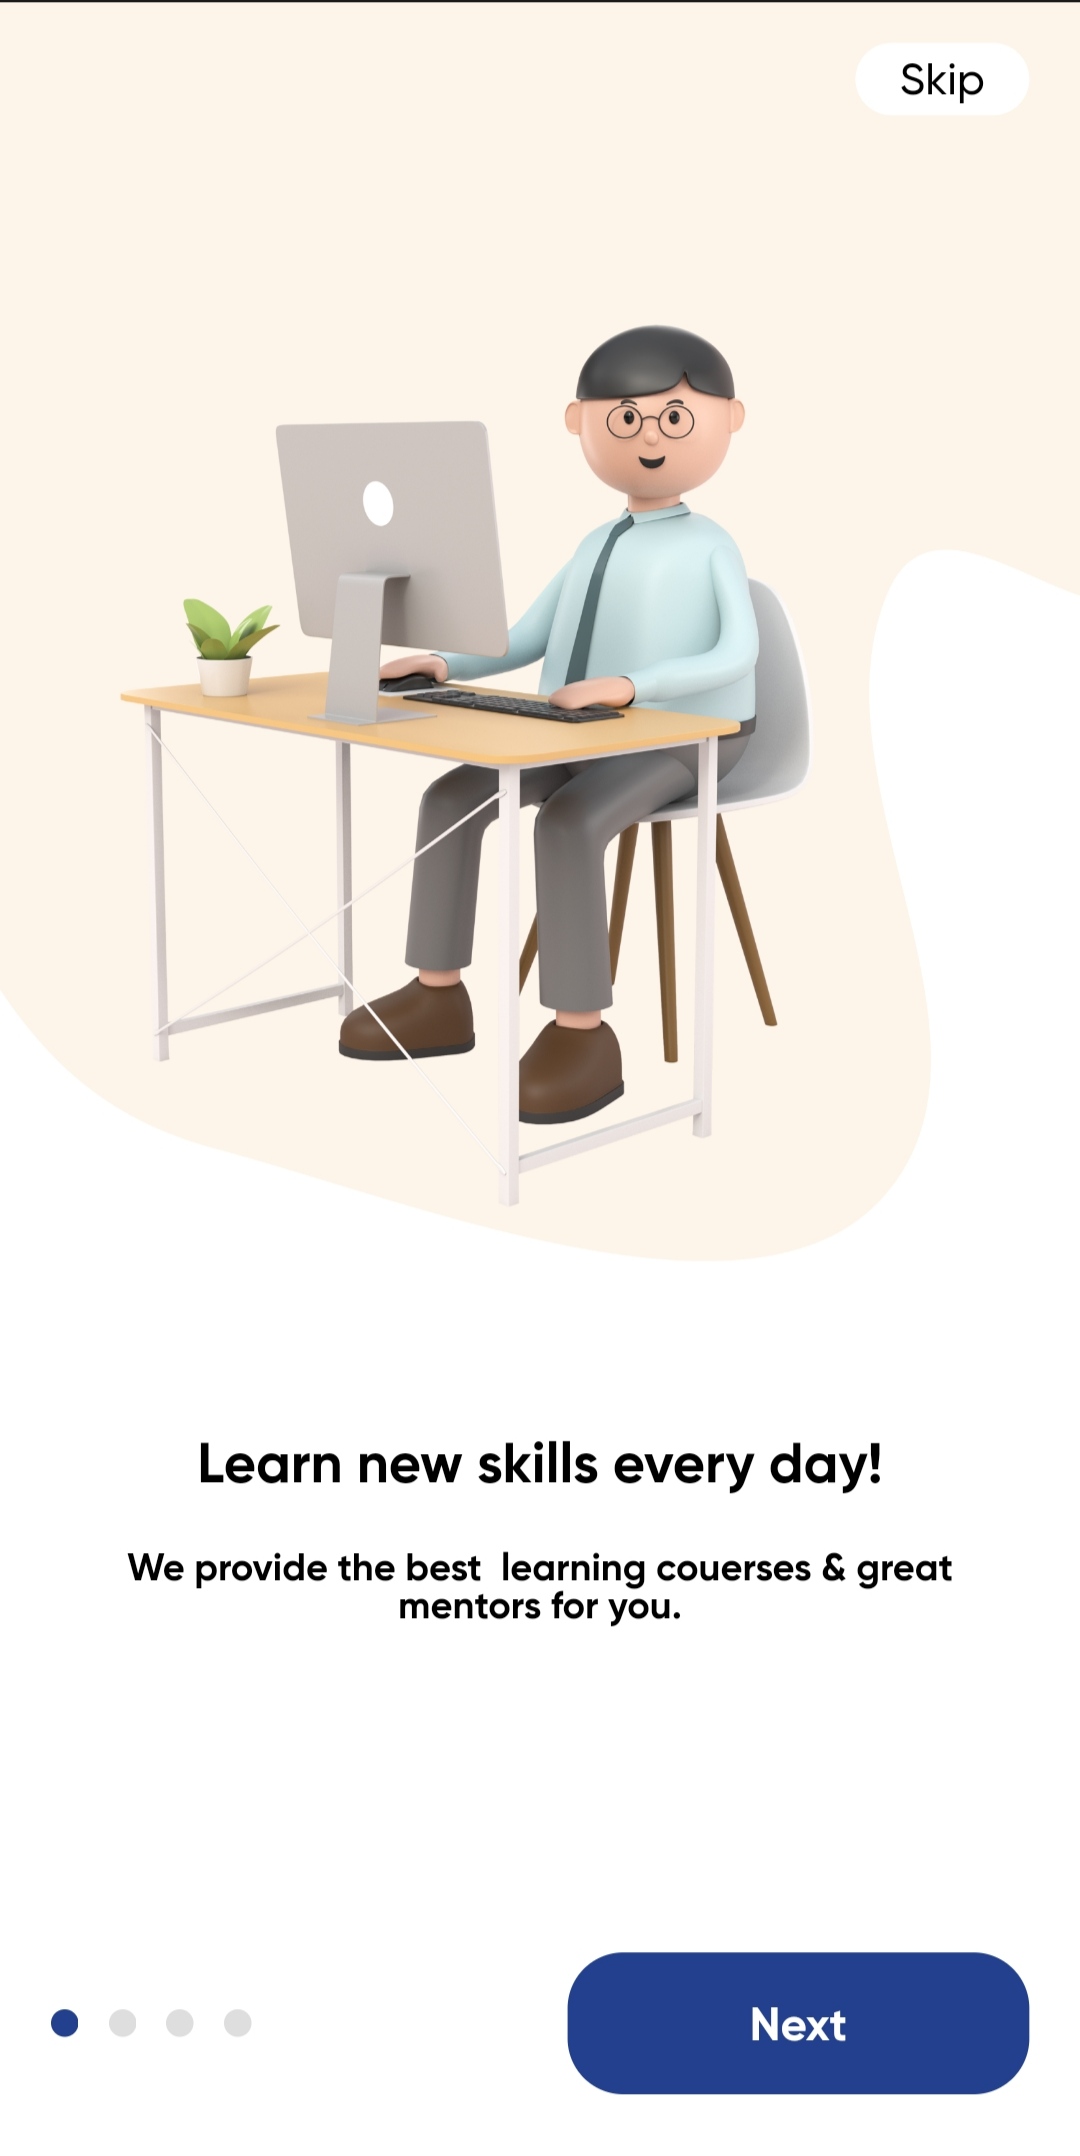 Skip
Learn new skills every day!
We provide the best  learning couerses & great
mentors for you.
Next